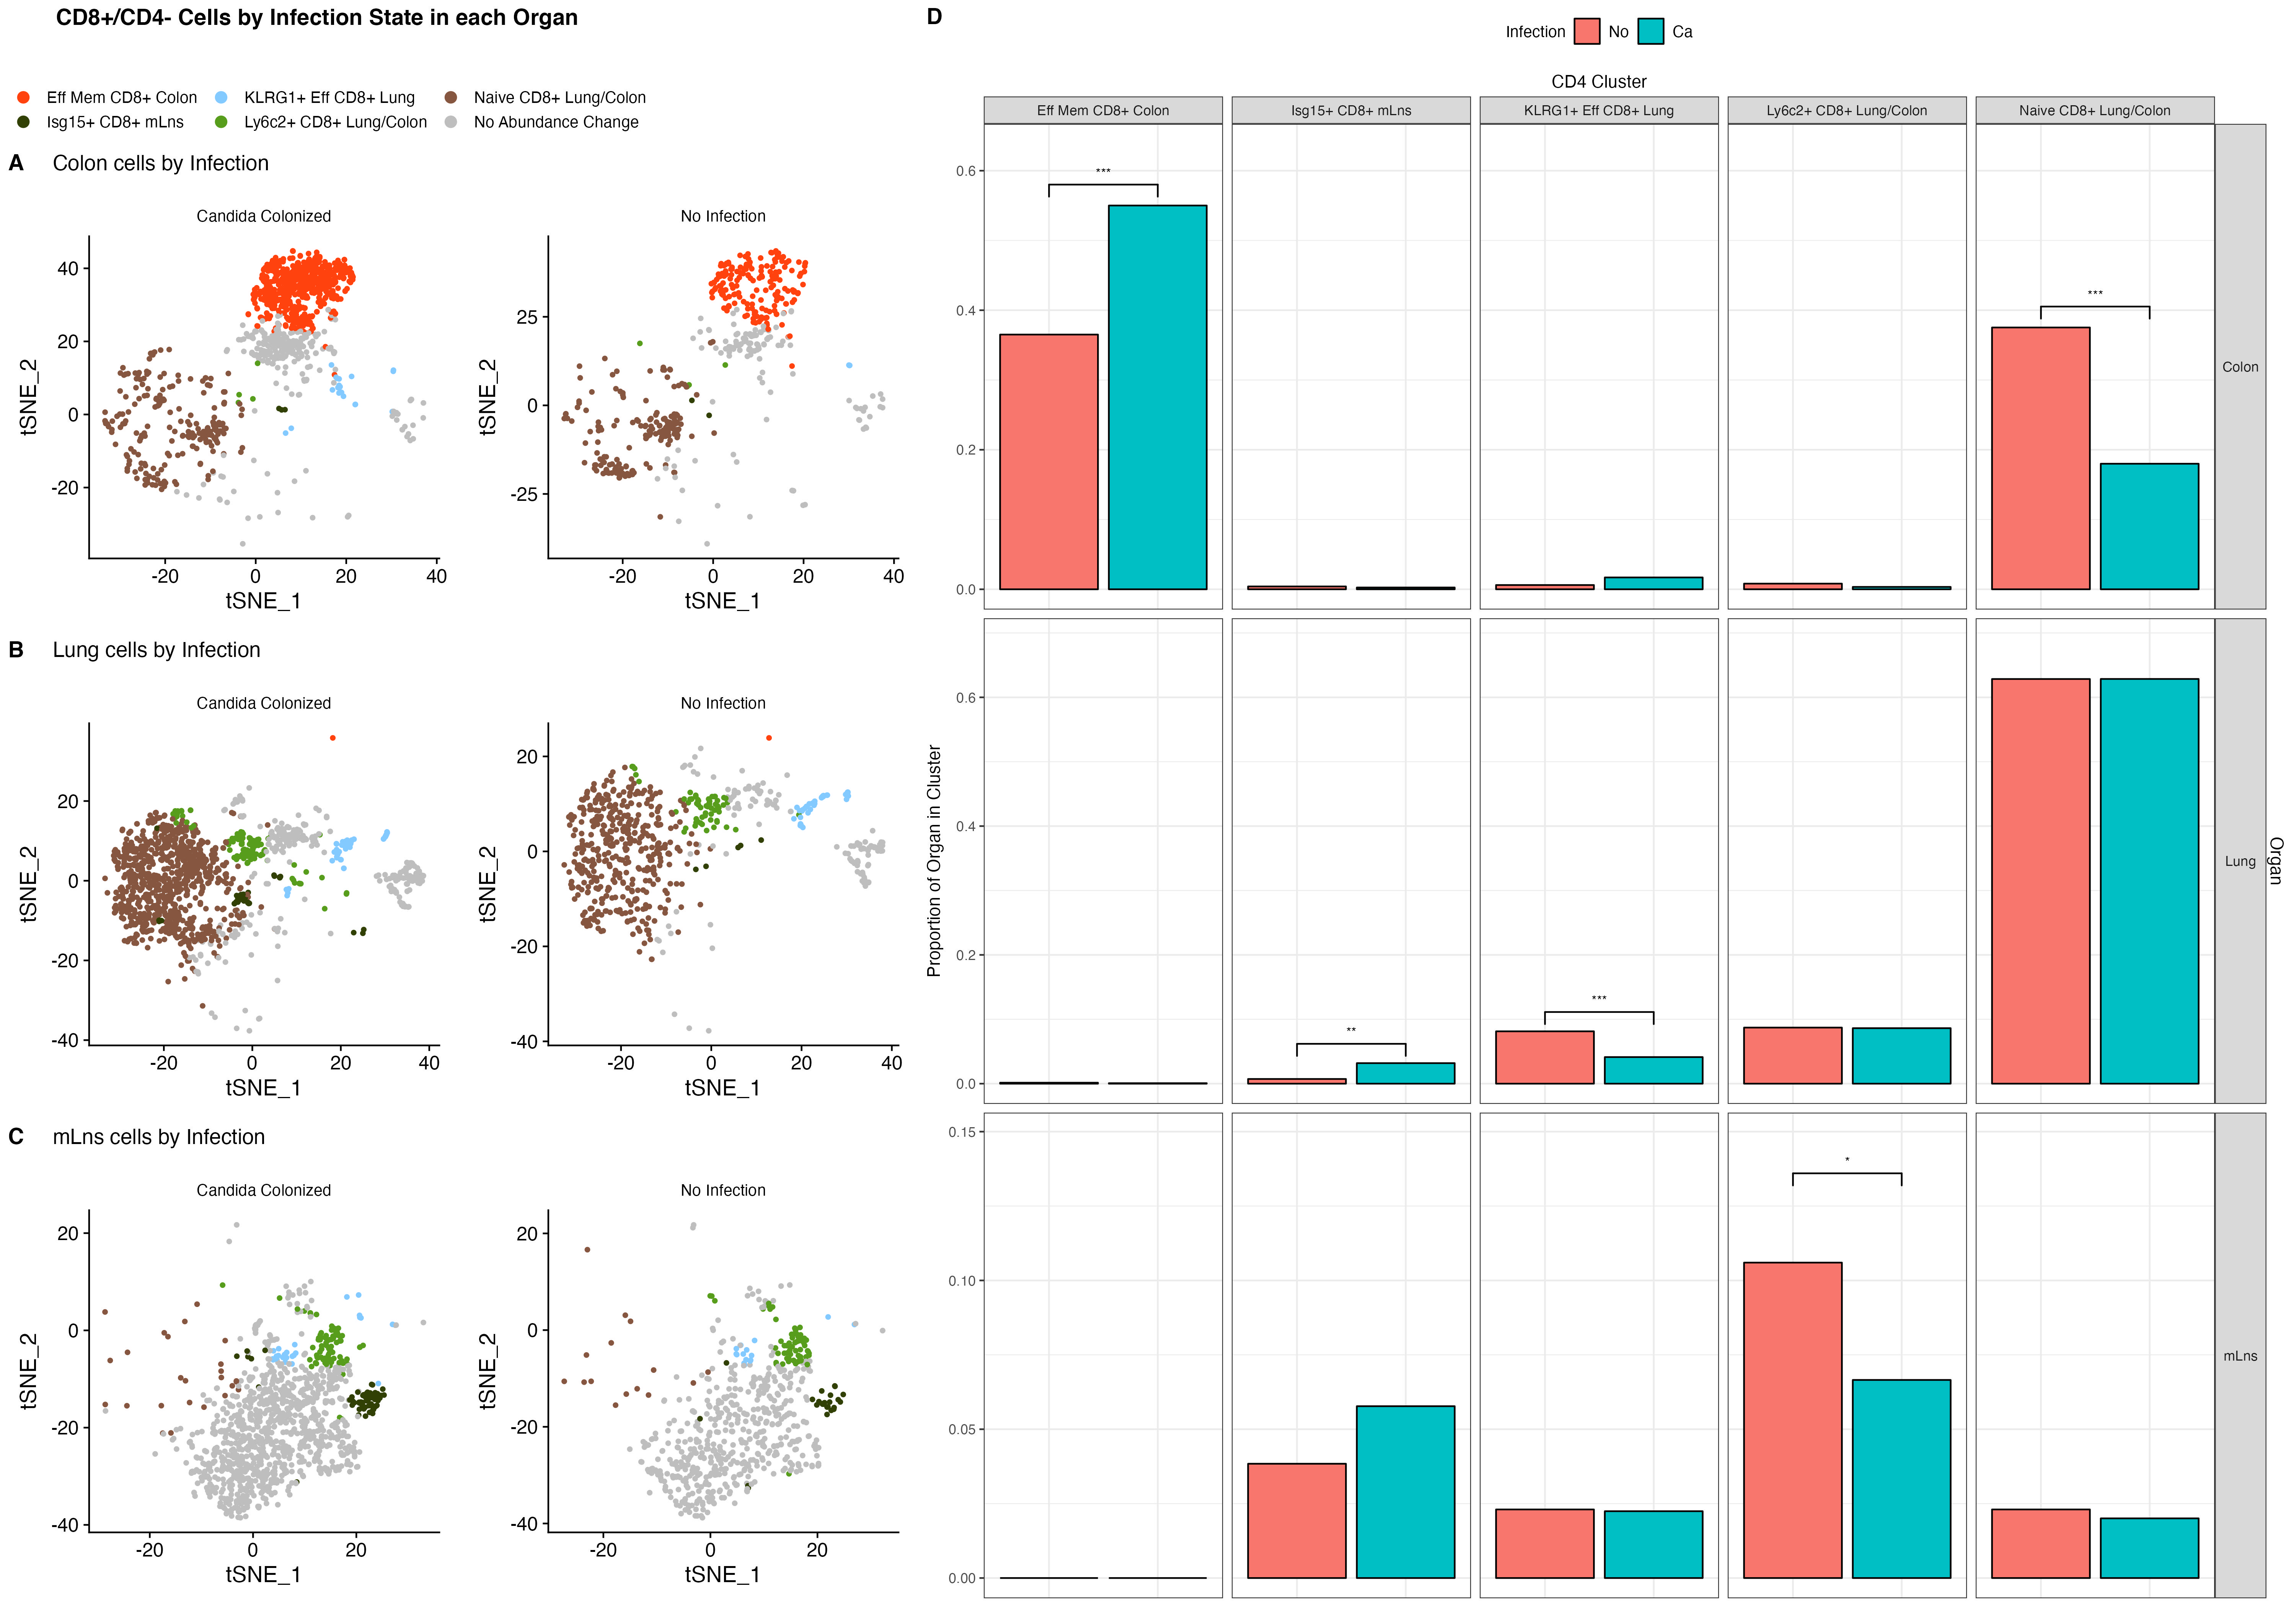 CD8+/CD4- Cells by Infection State in each Organ
Eff Mem CD8+ Colon
KLRG1+ Eff CD8+ Lung
Naive CD8+ Lung/Colon
Isg15+ CD8+ mLns
Ly6c2+ CD8+ Lung/Colon
No Abundance Change
A Colon cells by Infection
Candida Colonized
40
20
0
-20
tSNE_2
-20 0 20 40
tSNE_1
No Infection
25
0
-25
tSNE_2
-20 0 20 40
tSNE_1
B Lung cells by Infection
Candida Colonized
20
0
-20
-40
tSNE_2
-20 0 20 40
tSNE_1
No Infection
20
0
-20
-40
tSNE_2
-20 0 20 40
tSNE_1
C mLns cells by Infection
Candida Colonized
20
0
-20
-40
tSNE_2
-20 0 20
tSNE_1
No Infection
20
0
-20
-40
tSNE_2
-20 0 20
tSNE_1
D
Infection No Ca
CD4 Cluster
Eff Mem CD8+ Colon
Isg15+ CD8+ mLns
KLRG1+ Eff CD8+ Lung
Ly6c2+ CD8+ Lung/Colon
Naive CD8+ Lung/Colon
0.6
0.4
0.2
0.0
***
***
Colon
0.6
0.4
0.2
0.0
**
***
Lung
0.15
0.10
0.05
0.00
*
mLns
Proportion of Organ in Cluster
Organ